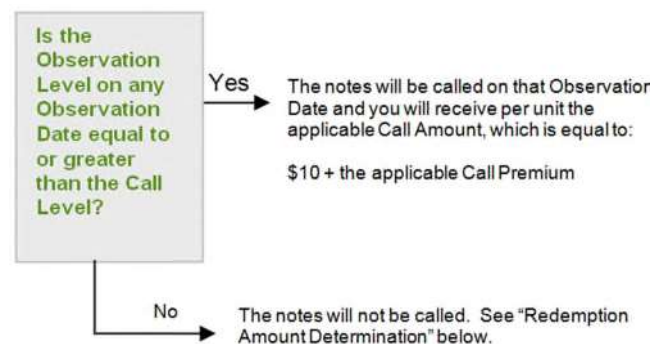 Is the
Observation
Level on any
Observation
Date equal to
or greater
than the Call
Level?
Yes
The notes will be called on that Observation
Date and you will receive per unit the
applicable Call Amount, which is equal to:
$10 + the applicable Call Premium
No
The notes will not be called. See “Redemption
Amount Determination” below.